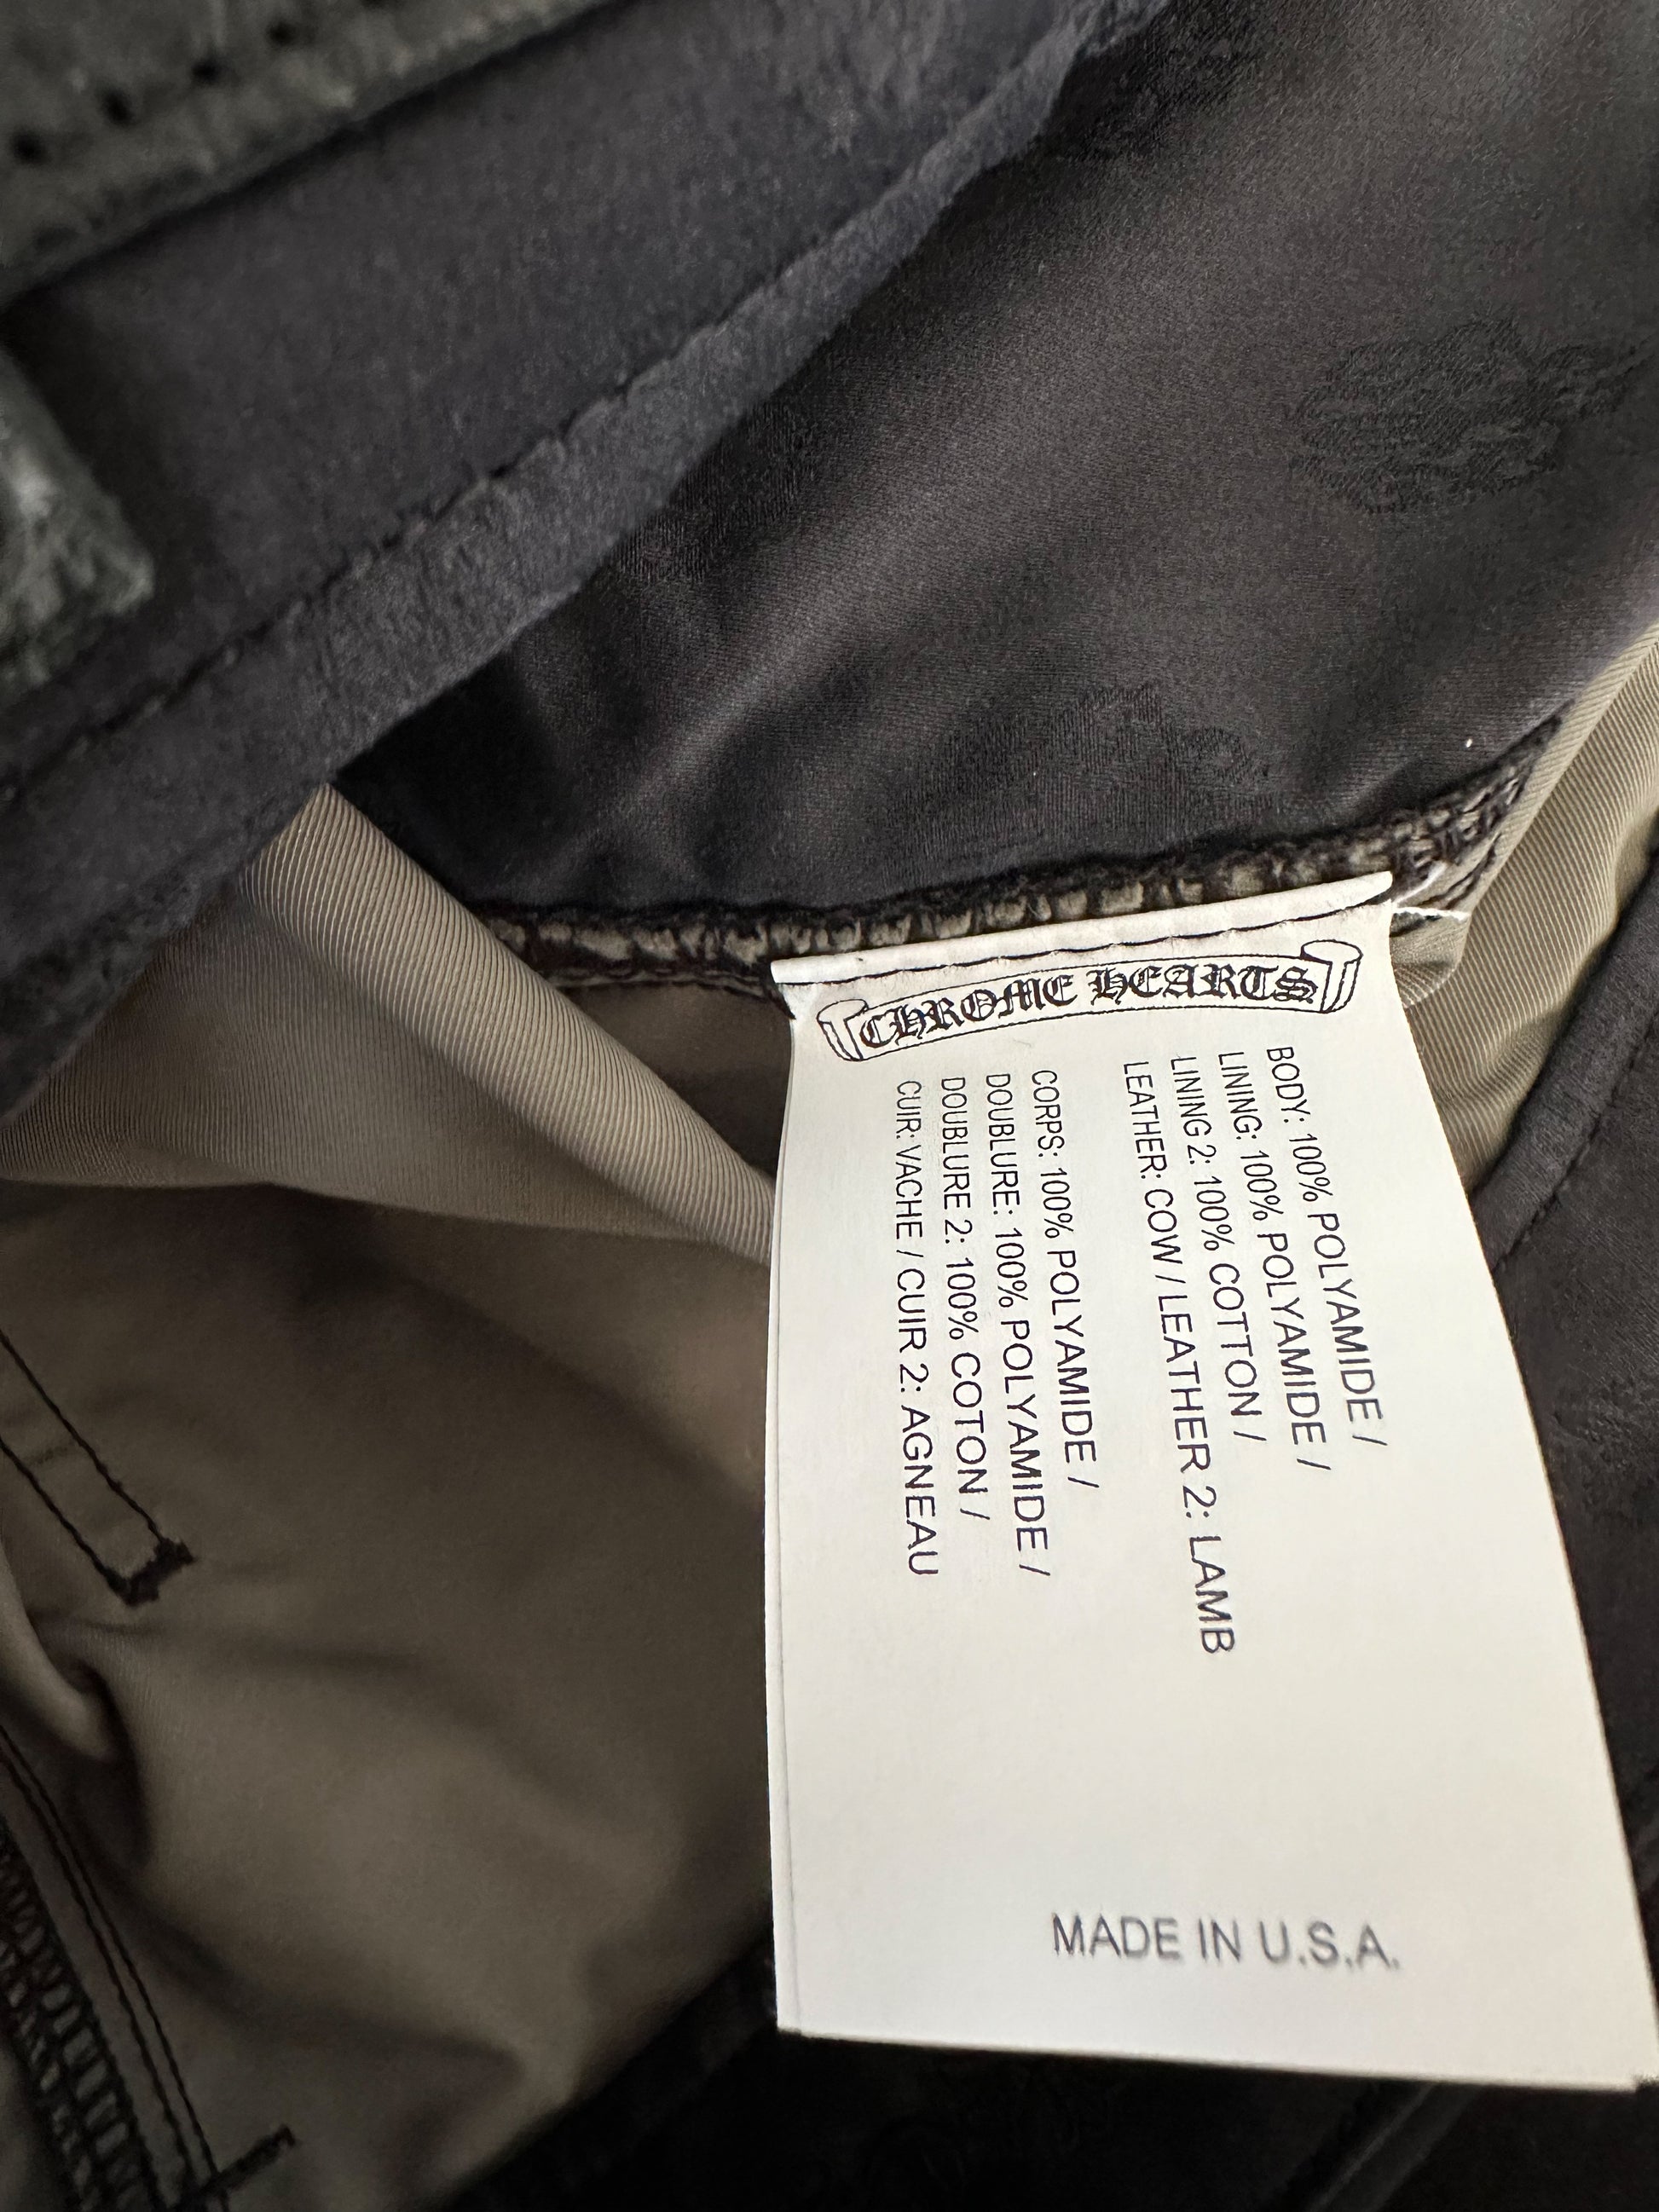 CHROME HEARTS
BODY: 100% POLYAMIDE /
LINING: 100% POLYAMIDE /
LINING 2: 100% COTTON /
LEATHER: COW / LEATHER 2: LAMB
CORPS: 100% POLYAMIDE /
DOUBLURE: 100% POLYAMIDE /
DOUBLURE 2: 100% COTON /
CUIR: VACHE / CUIR 2: AGNEAU
MADE IN U.S.A.